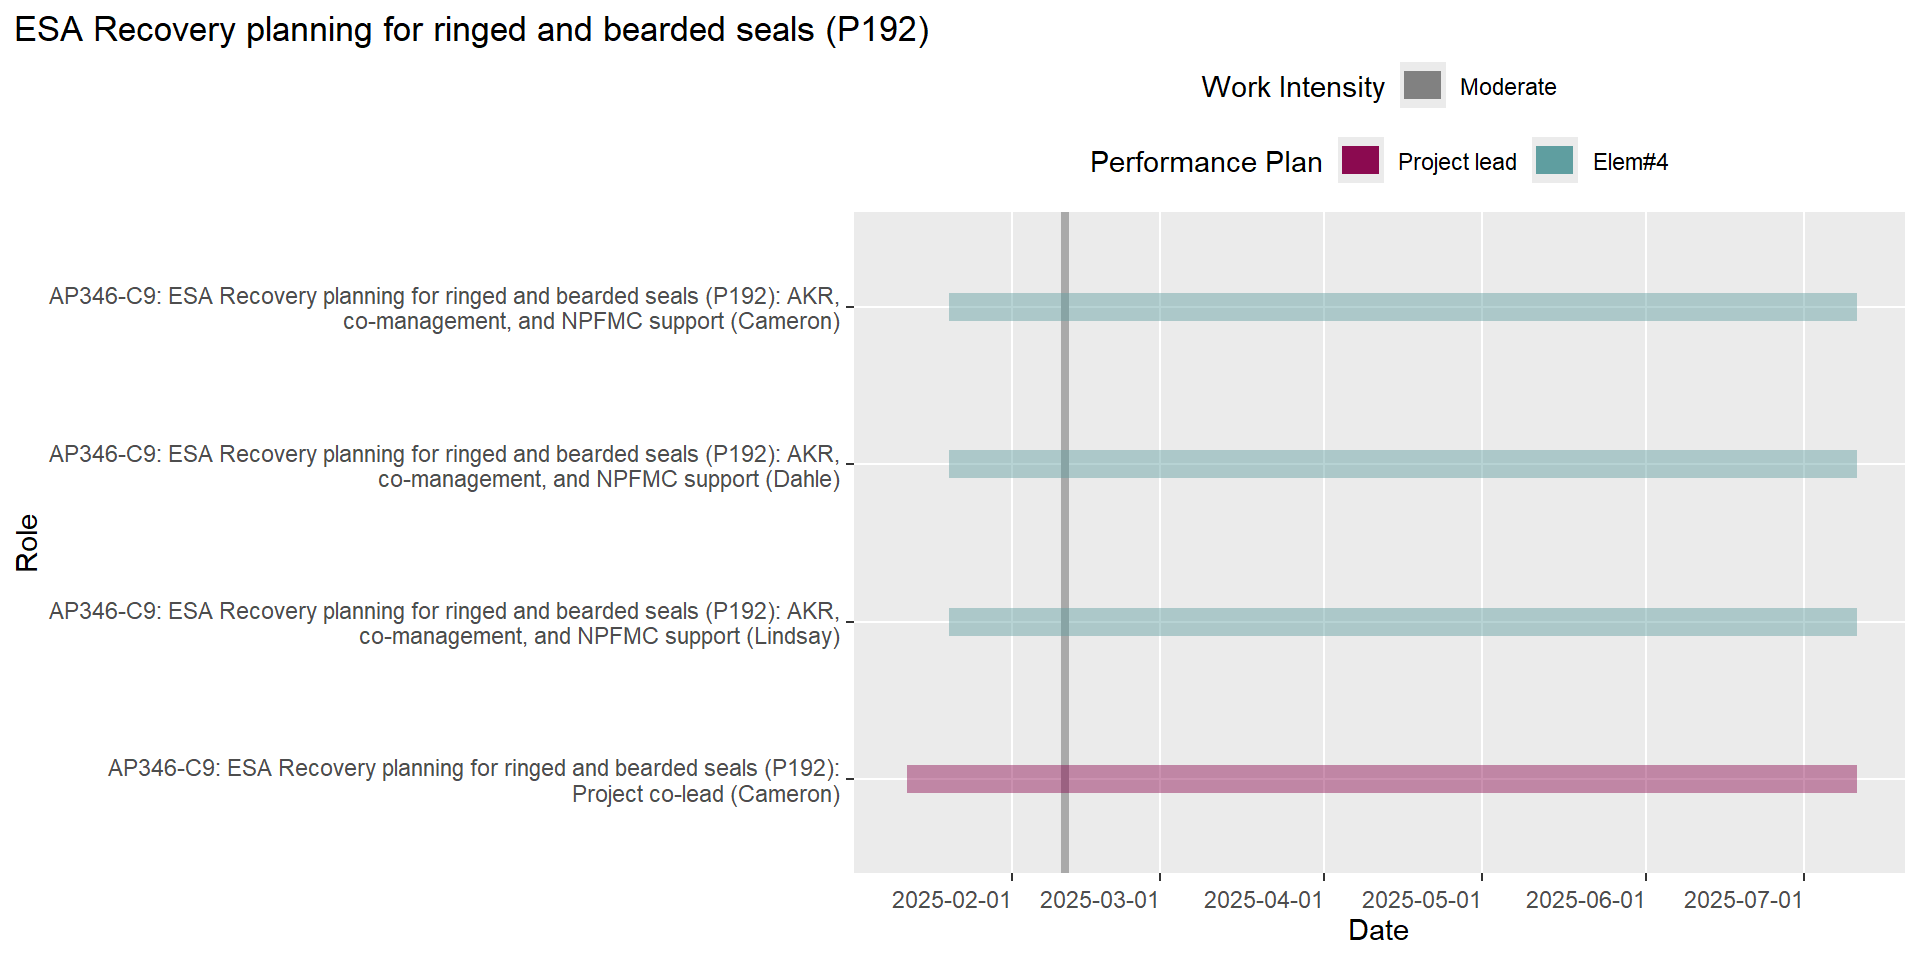 ESA Recovery planning for ringed and bearded seals (P192)
Work Intensity Moderate
Performance Plan Project lead Elem#4
AP346-C9: ESA Recovery planning for ringed and bearded seals (P192): AKR,
co-management, and NPFMC support (Cameron)
AP346-C9: ESA Recovery planning for ringed and bearded seals (P192): AKR,
co-management, and NPFMC support (Dahle)
Role
AP346-C9: ESA Recovery planning for ringed and bearded seals (P192): AKR,
co-management, and NPFMC support (Lindsay)
AP346-C9: ESA Recovery planning for ringed and bearded seals (P192):
Project co-lead (Cameron)
2025-02-01 2025-03-01 2025-04-01 2025-05-01 2025-06-01 2025-07-01
Date